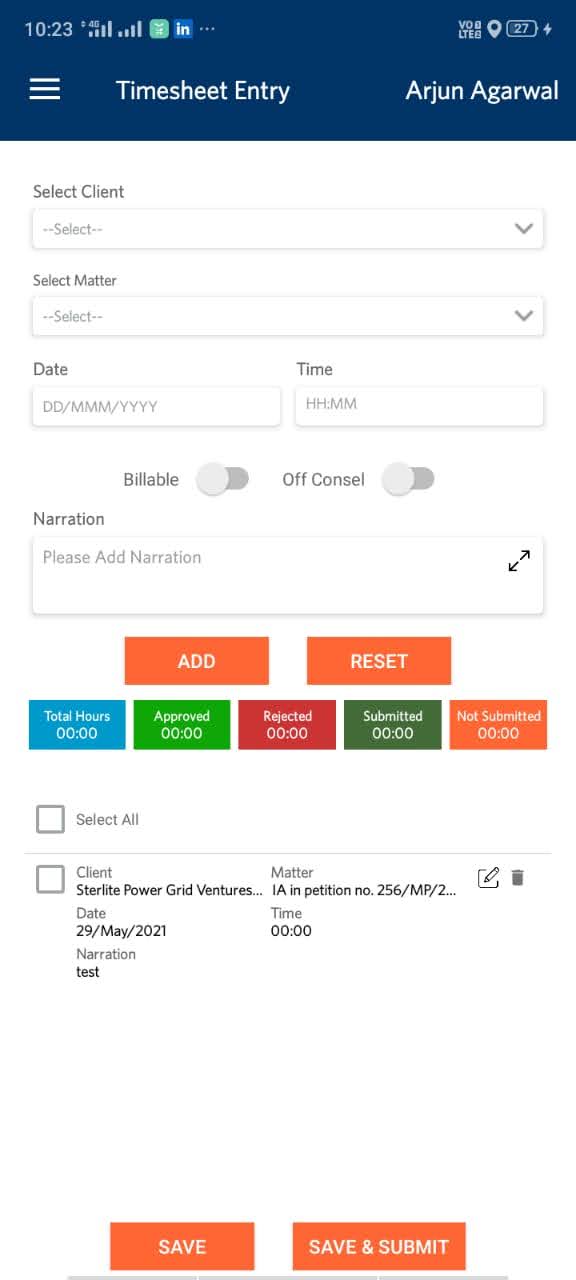 10:23 4G in ... VO LTE 27
Timesheet Entry Arjun Agarwal
Select Client
--Select--
Select Matter
--Select--
Date Time
DD/MMM/YYYY HH:MM
Billable Off Consel
Narration
Please Add Narration
ADD RESET
Total Hours Approved Rejected Submitted Not Submitted
00:00 00:00 00:00 00:00 00:00
Select All
Client Matter
Sterlite Power Grid Ventures... IA in petition no. 256/MP/2...
Date Time
29/May/2021 00:00
Narration
test
SAVE SAVE & SUBMIT